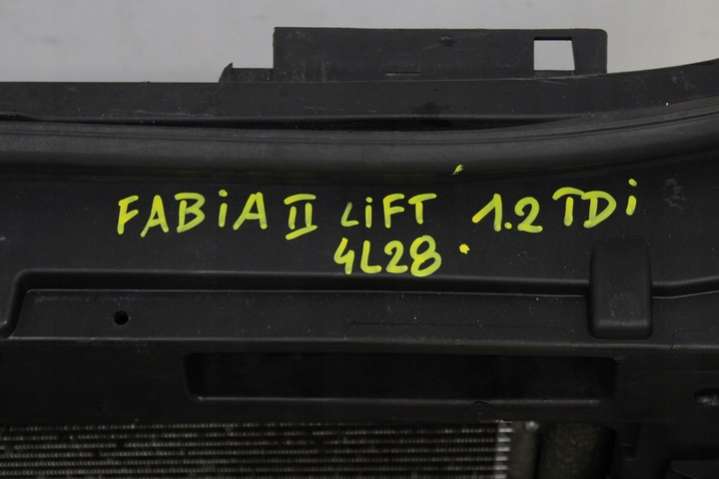 FABiA II LiFT 1.2 TDi
4L28.